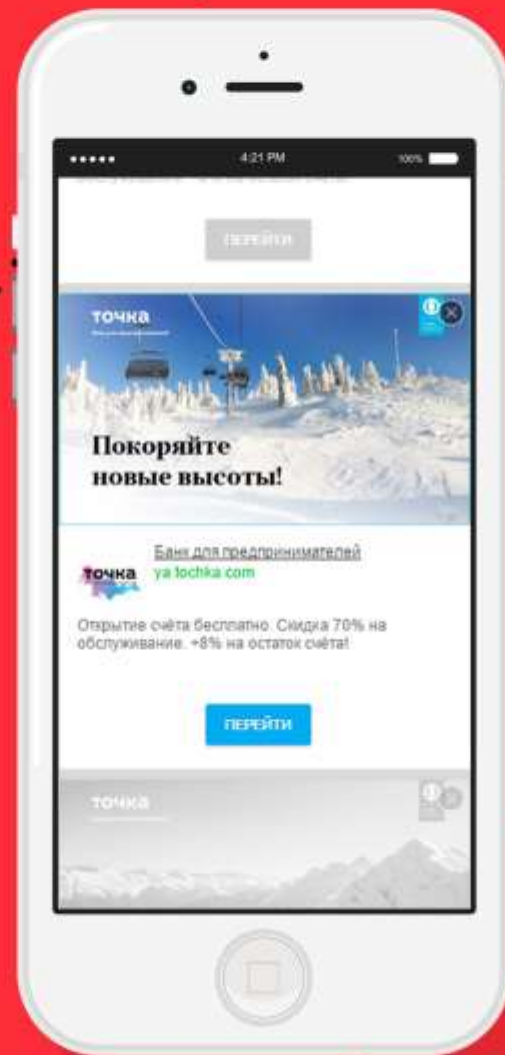 4:21 PM
100%
ПЕРЕЙТИ
точка
Покоряйте
новые высоты!
точка
Банк для предпринимателей
ya.tochka.com
Открытие счёта бесплатно. Скидка 70% на
обслуживание. +8% на остаток счёта!
ПЕРЕЙТИ
точка